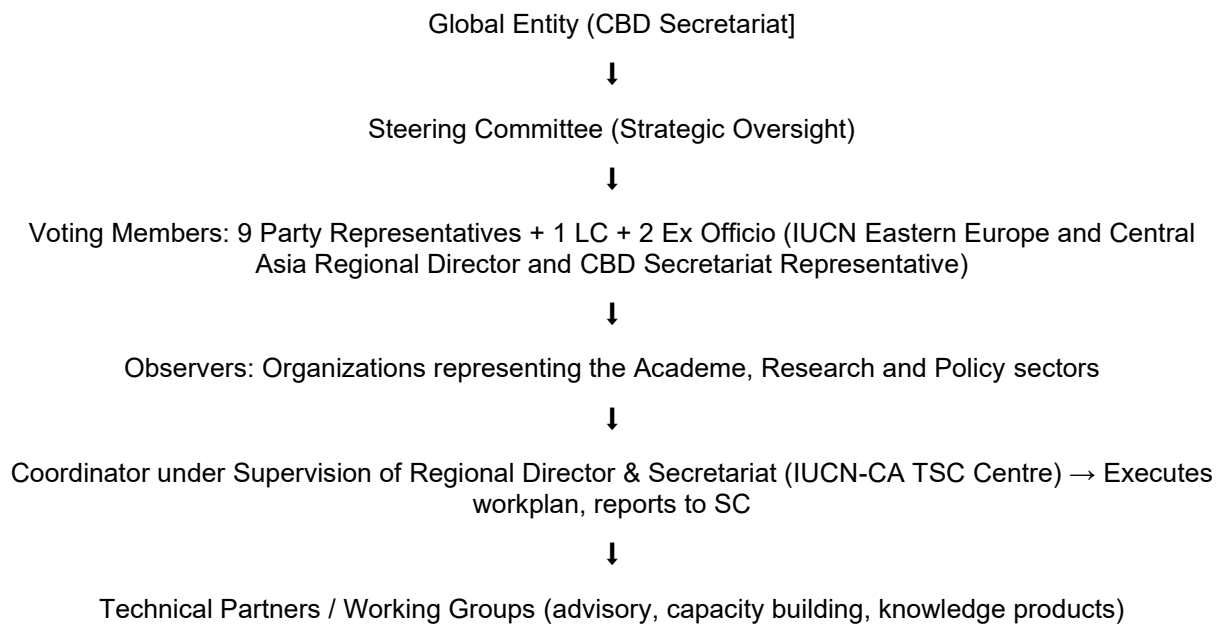 Global Entity (CBD Secretariat]
⬇
Steering Committee (Strategic Oversight)
⬇
Voting Members: 9 Party Representatives + 1 LC + 2 Ex Officio (IUCN Eastern Europe and Central
Asia Regional Director and CBD Secretariat Representative)
⬇
Observers: Organizations representing the Academe, Research and Policy sectors
⬇
Coordinator under Supervision of Regional Director & Secretariat (IUCN-CA TSC Centre) → Executes
workplan, reports to SC
⬇
Technical Partners / Working Groups (advisory, capacity building, knowledge products)